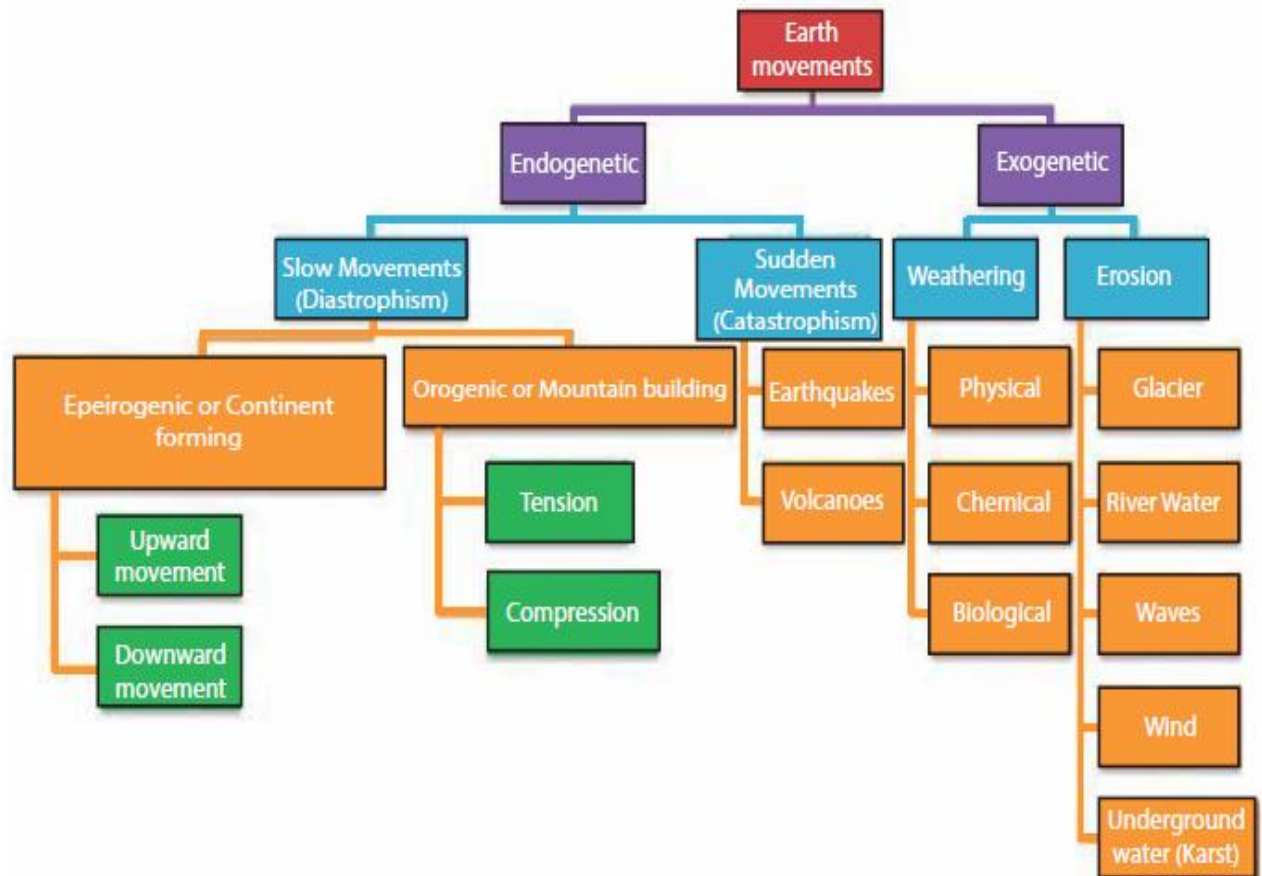 Earth
movements
Endogenetic
Exogenetic
Slow Movements
(Diastrophism)
Sudden
Movements
(Catastrophism)
Weathering
Erosion
Epeirogenic or Continent
forming
Orogenic or Mountain building
Earthquakes
Physical
Glacier
Tension
Volcanoes
Chemical
River Water
Upward
movement
Compression
Biological
Waves
Downward
movement
Wind
Underground
water (Karst)